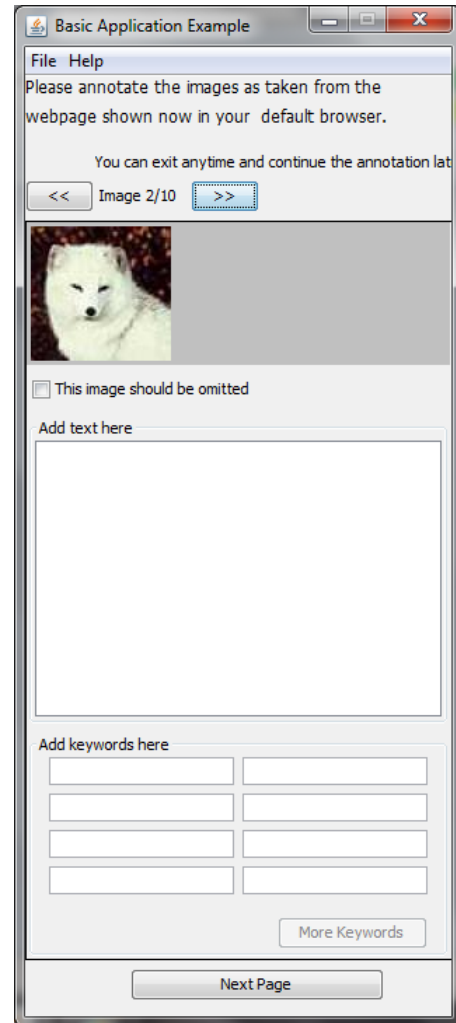 Basic Application Example
File Help
Please annotate the images as taken from the
webpage shown now in your default browser.
You can exit anytime and continue the annotation lat
<< Image 2/10 >>
This image should be omitted
Add text here
Add keywords here
More Keywords
Next Page